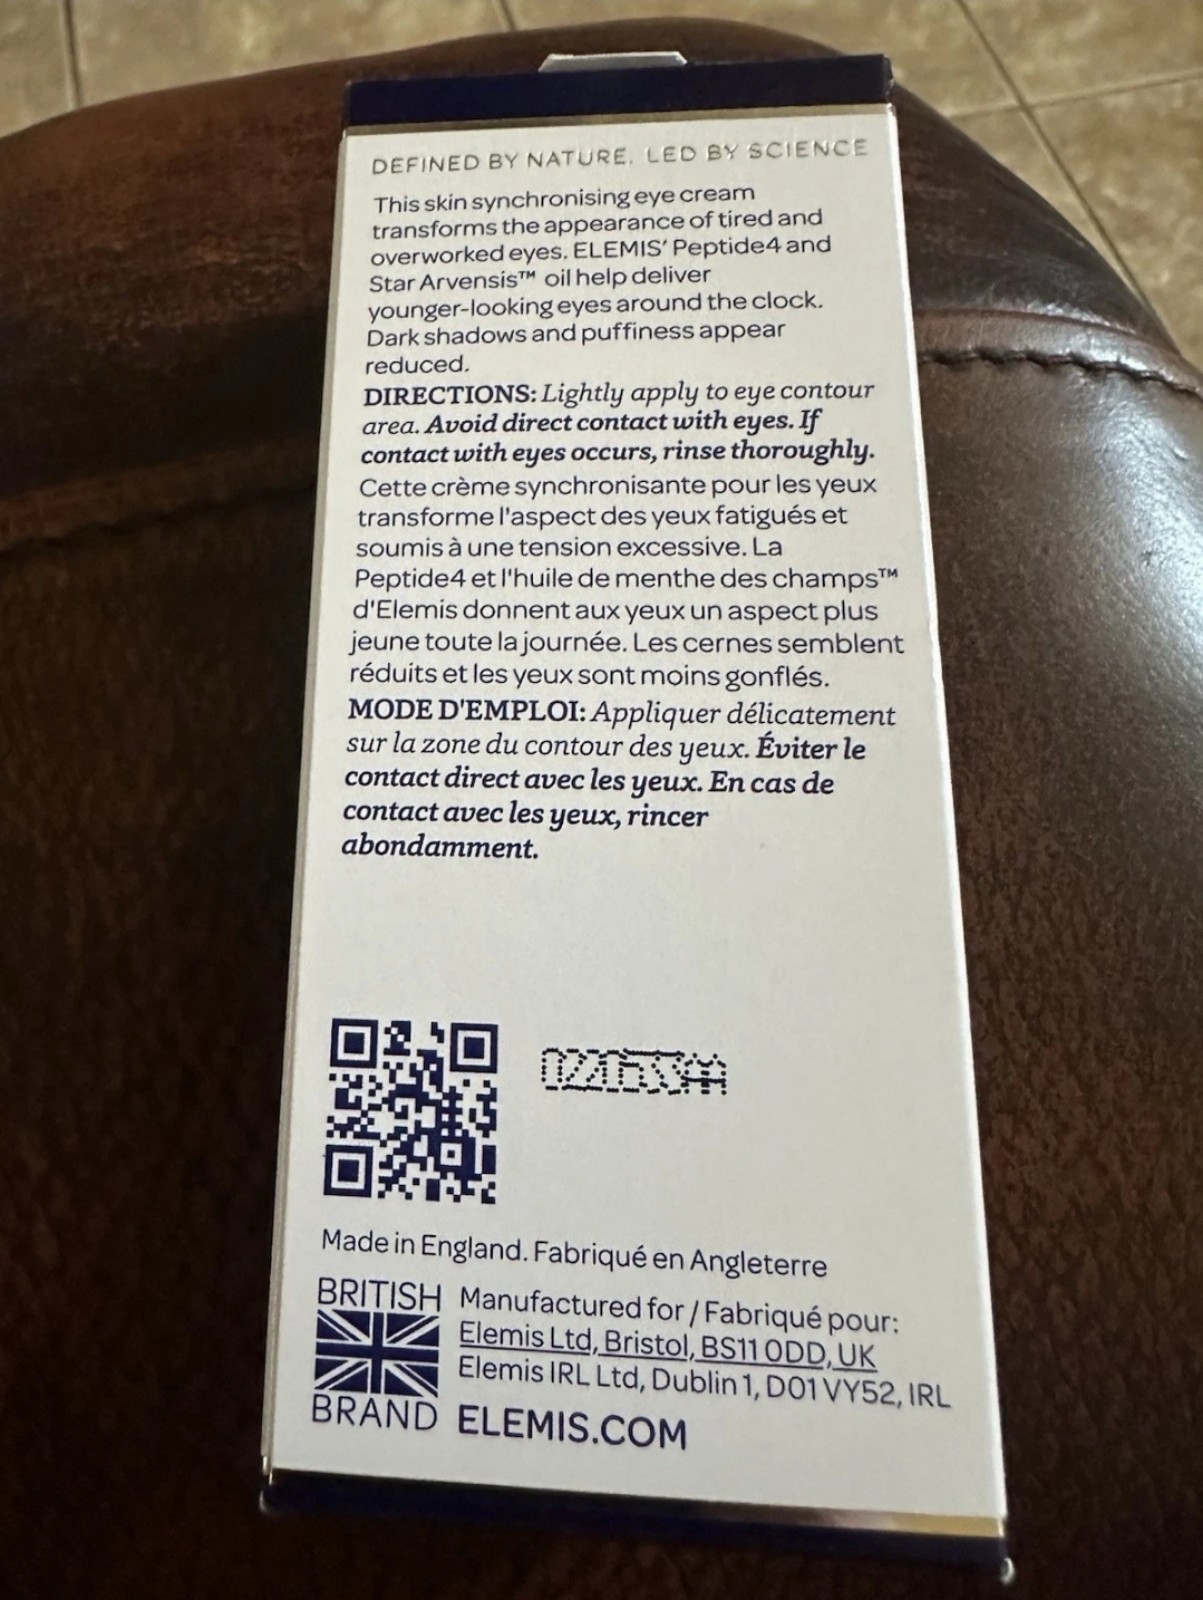 DEFINED BY NATURE. LED BY SCIENCE
This skin synchronising eye cream
transforms the appearance of tired and
overworked eyes. ELEMIS' Peptide4 and
Star Arvensis™ oil help deliver
younger-looking eyes around the clock.
Dark shadows and puffiness appear
reduced.
DIRECTIONS: Lightly apply to eye contour
area. Avoid direct contact with eyes. If
contact with eyes occurs, rinse thoroughly.
Cette crème synchronisante pour les yeux
transforme l'aspect des yeux fatigués et
soumis à une tension excessive. La
Peptide4 et l'huile de menthe des champs™
d'Elemis donnent aux yeux un aspect plus
jeune toute la journée. Les cernes semblent
réduits et les yeux sont moins gonflés.
MODE D'EMPLOI: Appliquer délicatement
sur la zone du contour des yeux. Éviter le
contact direct avec les yeux. En cas de
contact avec les yeux, rincer
abondamment.
Made in England. Fabriqué en Angleterre
BRITISH
BRAND
Manufactured for / Fabriqué pour:
Elemis Ltd, Bristol, BS11 0DD, UK
Elemis IRL Ltd, Dublin 1, D01 VY52, IRL
ELEMIS.COM